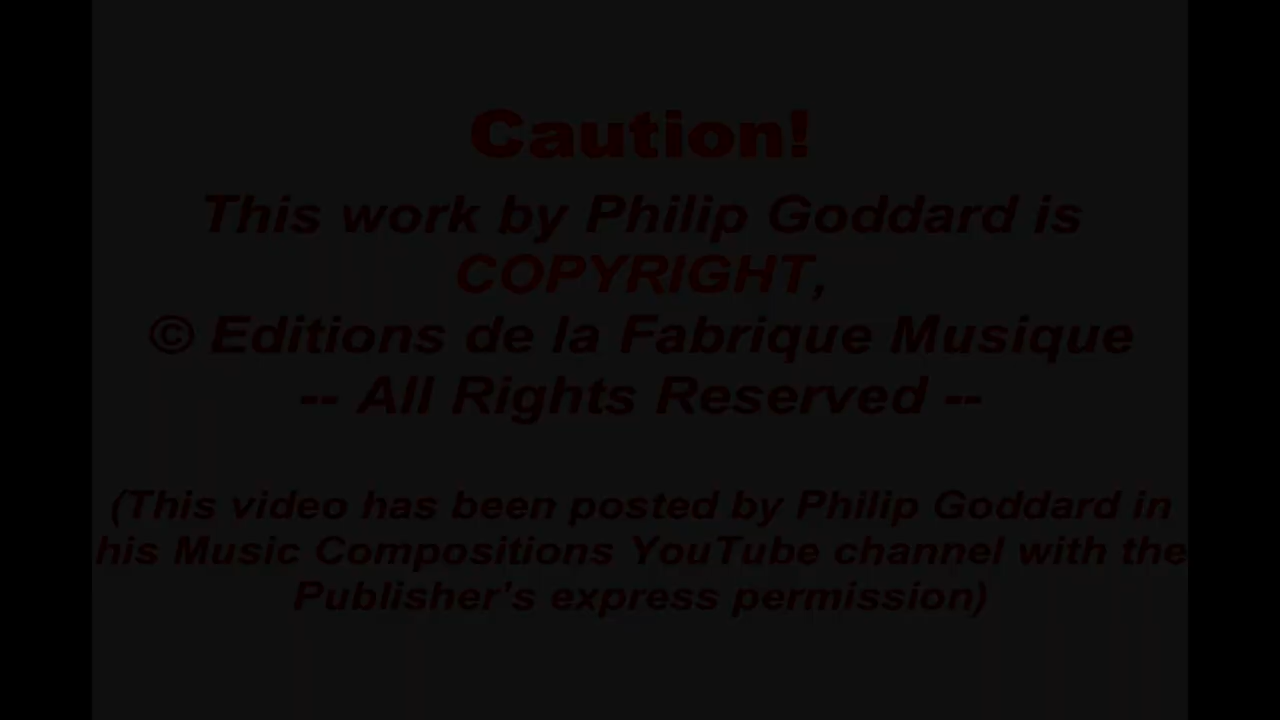 Caution!
This work by Philip Goddard is
COPYRIGHT,
© Editions de la Fabrique Musique
-- All Rights Reserved --
(This video has been posted by Philip Goddard in
his Music Compositions YouTube channel with the
Publisher's express permission)